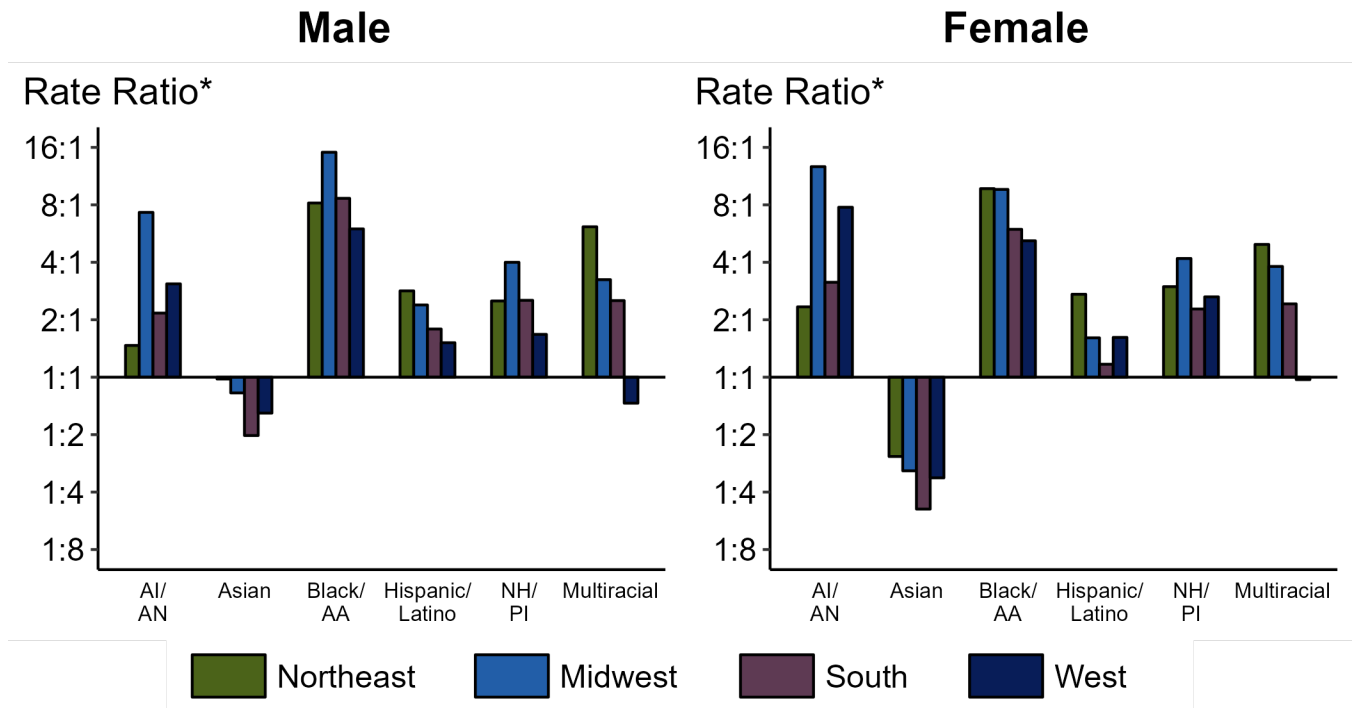 Male
Rate Ratio*
16:1
8:1
4:1
2:1
1:1
1:2
1:4
1:8
AI/
AN
Asian
Black/
AA
Hispanic/
Latino
NH/
PI
Multiracial
Female
Rate Ratio*
16:1
8:1
4:1
2:1
1:1
1:2
1:4
1:8
AI/
AN
Asian
Black/
AA
Hispanic/
Latino
NH/
PI
Multiracial
Northeast
Midwest
South
West